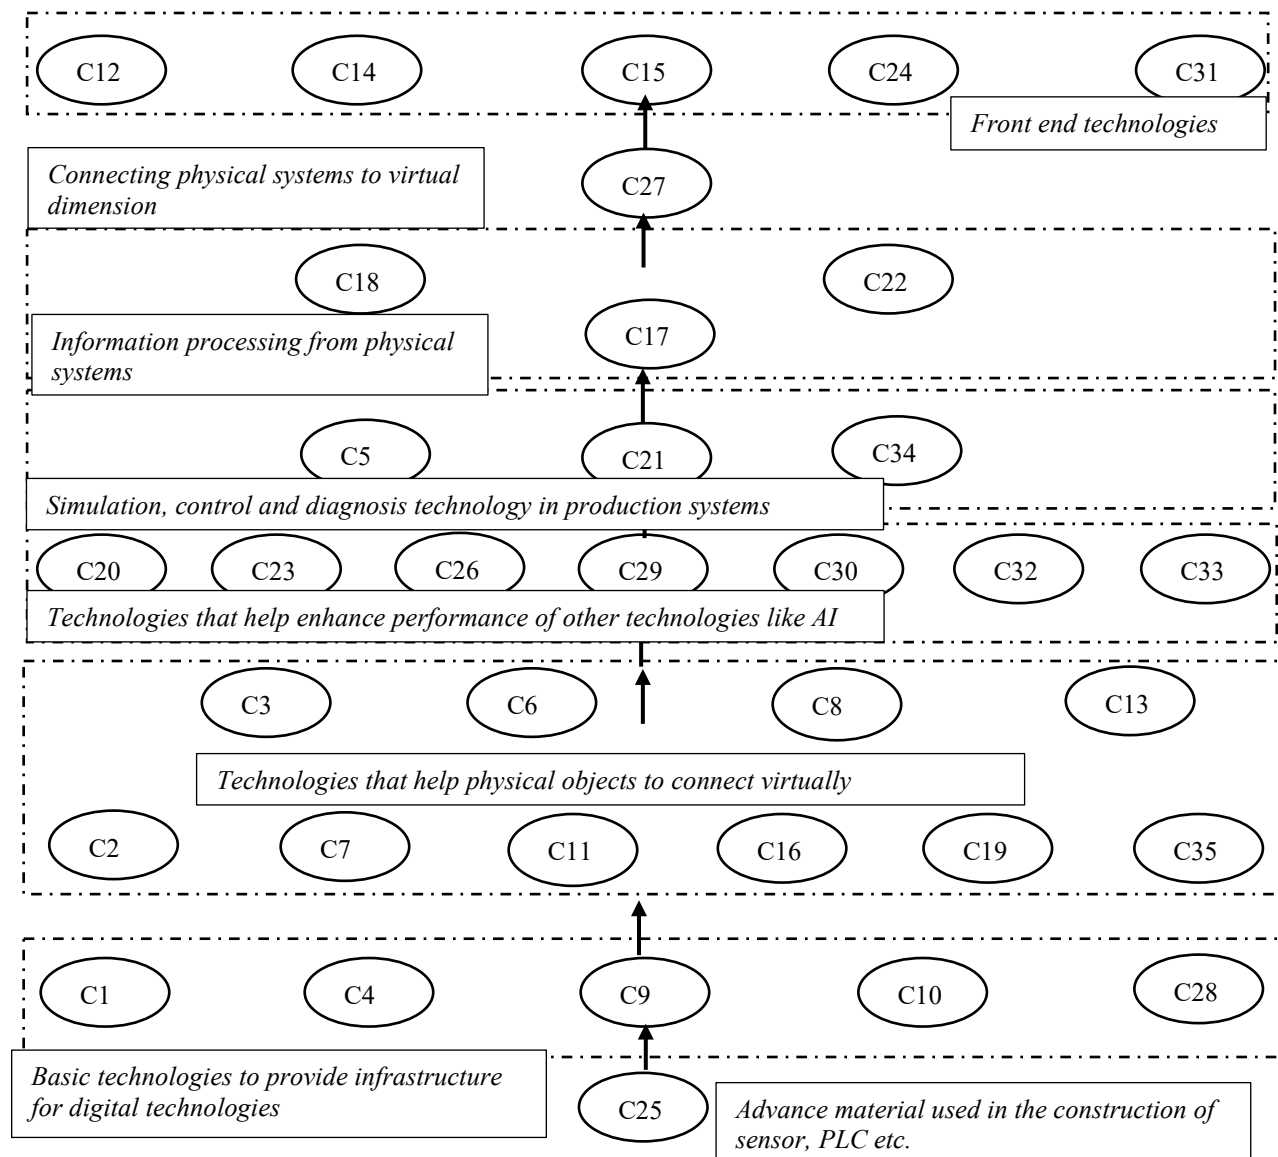 C12 C14 C15 C24 C31
Front end technologies
Connecting physical systems to virtual
dimension
C27
C18 C22
C17
Information processing from physical
systems
C5 C21 C34
Simulation, control and diagnosis technology in production systems
C20 C23 C26 C29 C30 C32 C33
Technologies that help enhance performance of other technologies like AI
C3 C6 C8 C13
Technologies that help physical objects to connect virtually
C2 C7 C11 C16 C19 C35
C1 C4 C9 C10 C28
Basic technologies to provide infrastructure
for digital technologies
C25
Advance material used in the construction of
sensor, PLC etc.